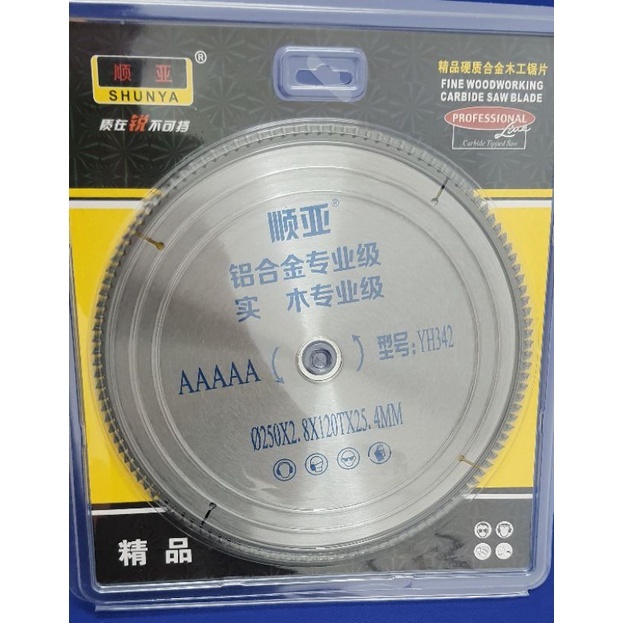 顺亚®
SHUNYA
质在锐不可挡
精品硬质合金木工锯片
FINE WOODWORKING
CARBIDE SAW BLADE
PROFESSIONAL
Carbide Tipped Saw
顺亚®
铝合金专业级
实 木专业级
AAAAA
型号:YH342
Ø250X2.8X120TX25.4MM
精品